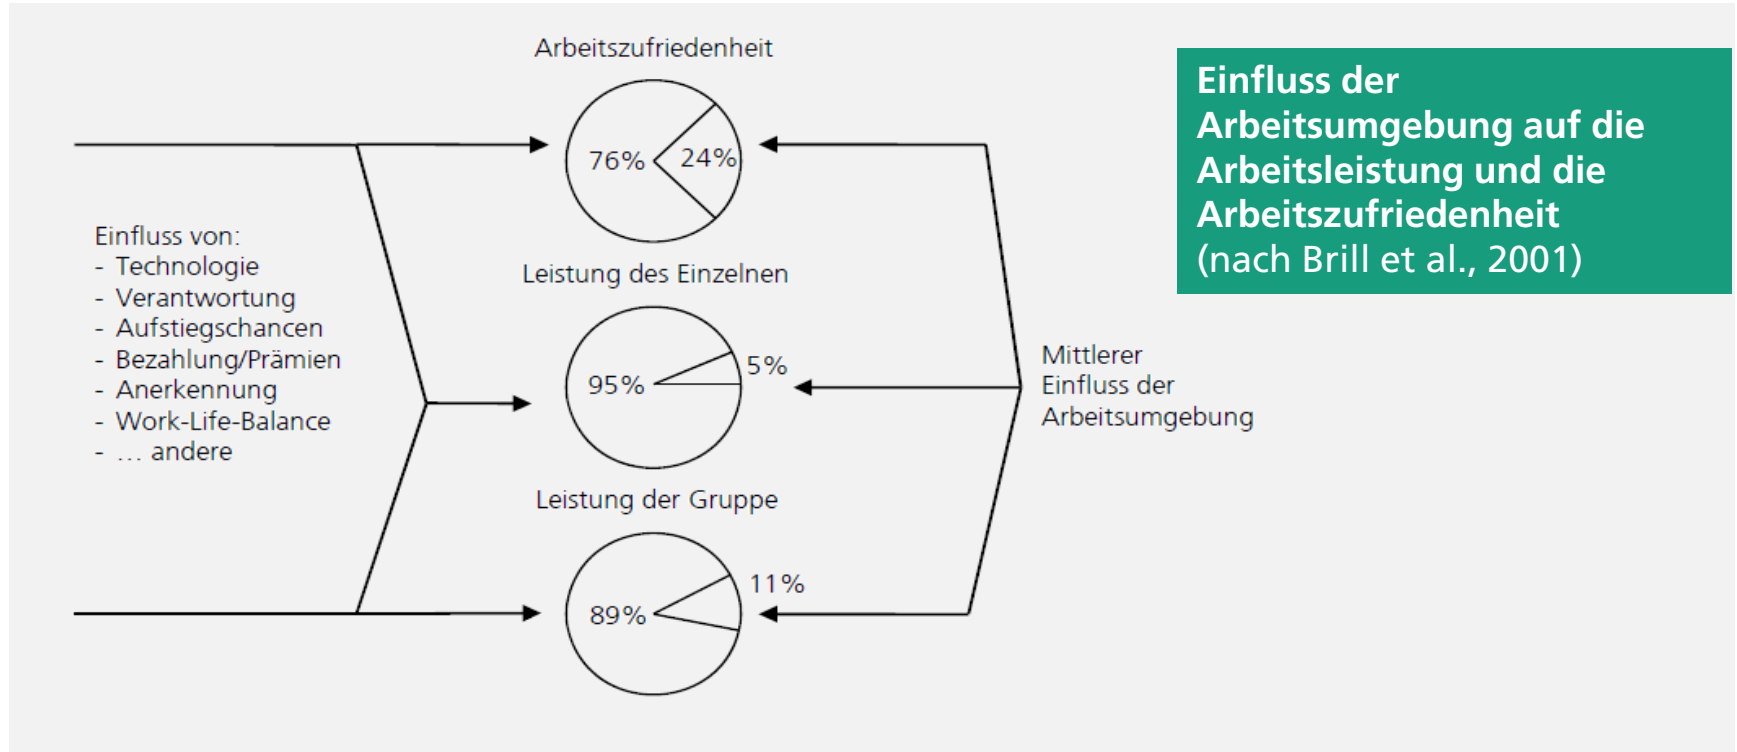 Arbeitszufriedenheit
76%
24%
Einfluss der
Arbeitsumgebung auf die
Arbeitsleistung und die
Arbeitszufriedenheit
(nach Brill et al., 2001)
Einfluss von:
- Technologie
- Verantwortung
- Aufstiegschancen
- Bezahlung/Prämien
- Anerkennung
- Work-Life-Balance
- … andere
Leistung des Einzelnen
95%
5%
Mittlerer
Einfluss der
Arbeitsumgebung
Leistung der Gruppe
89%
11%